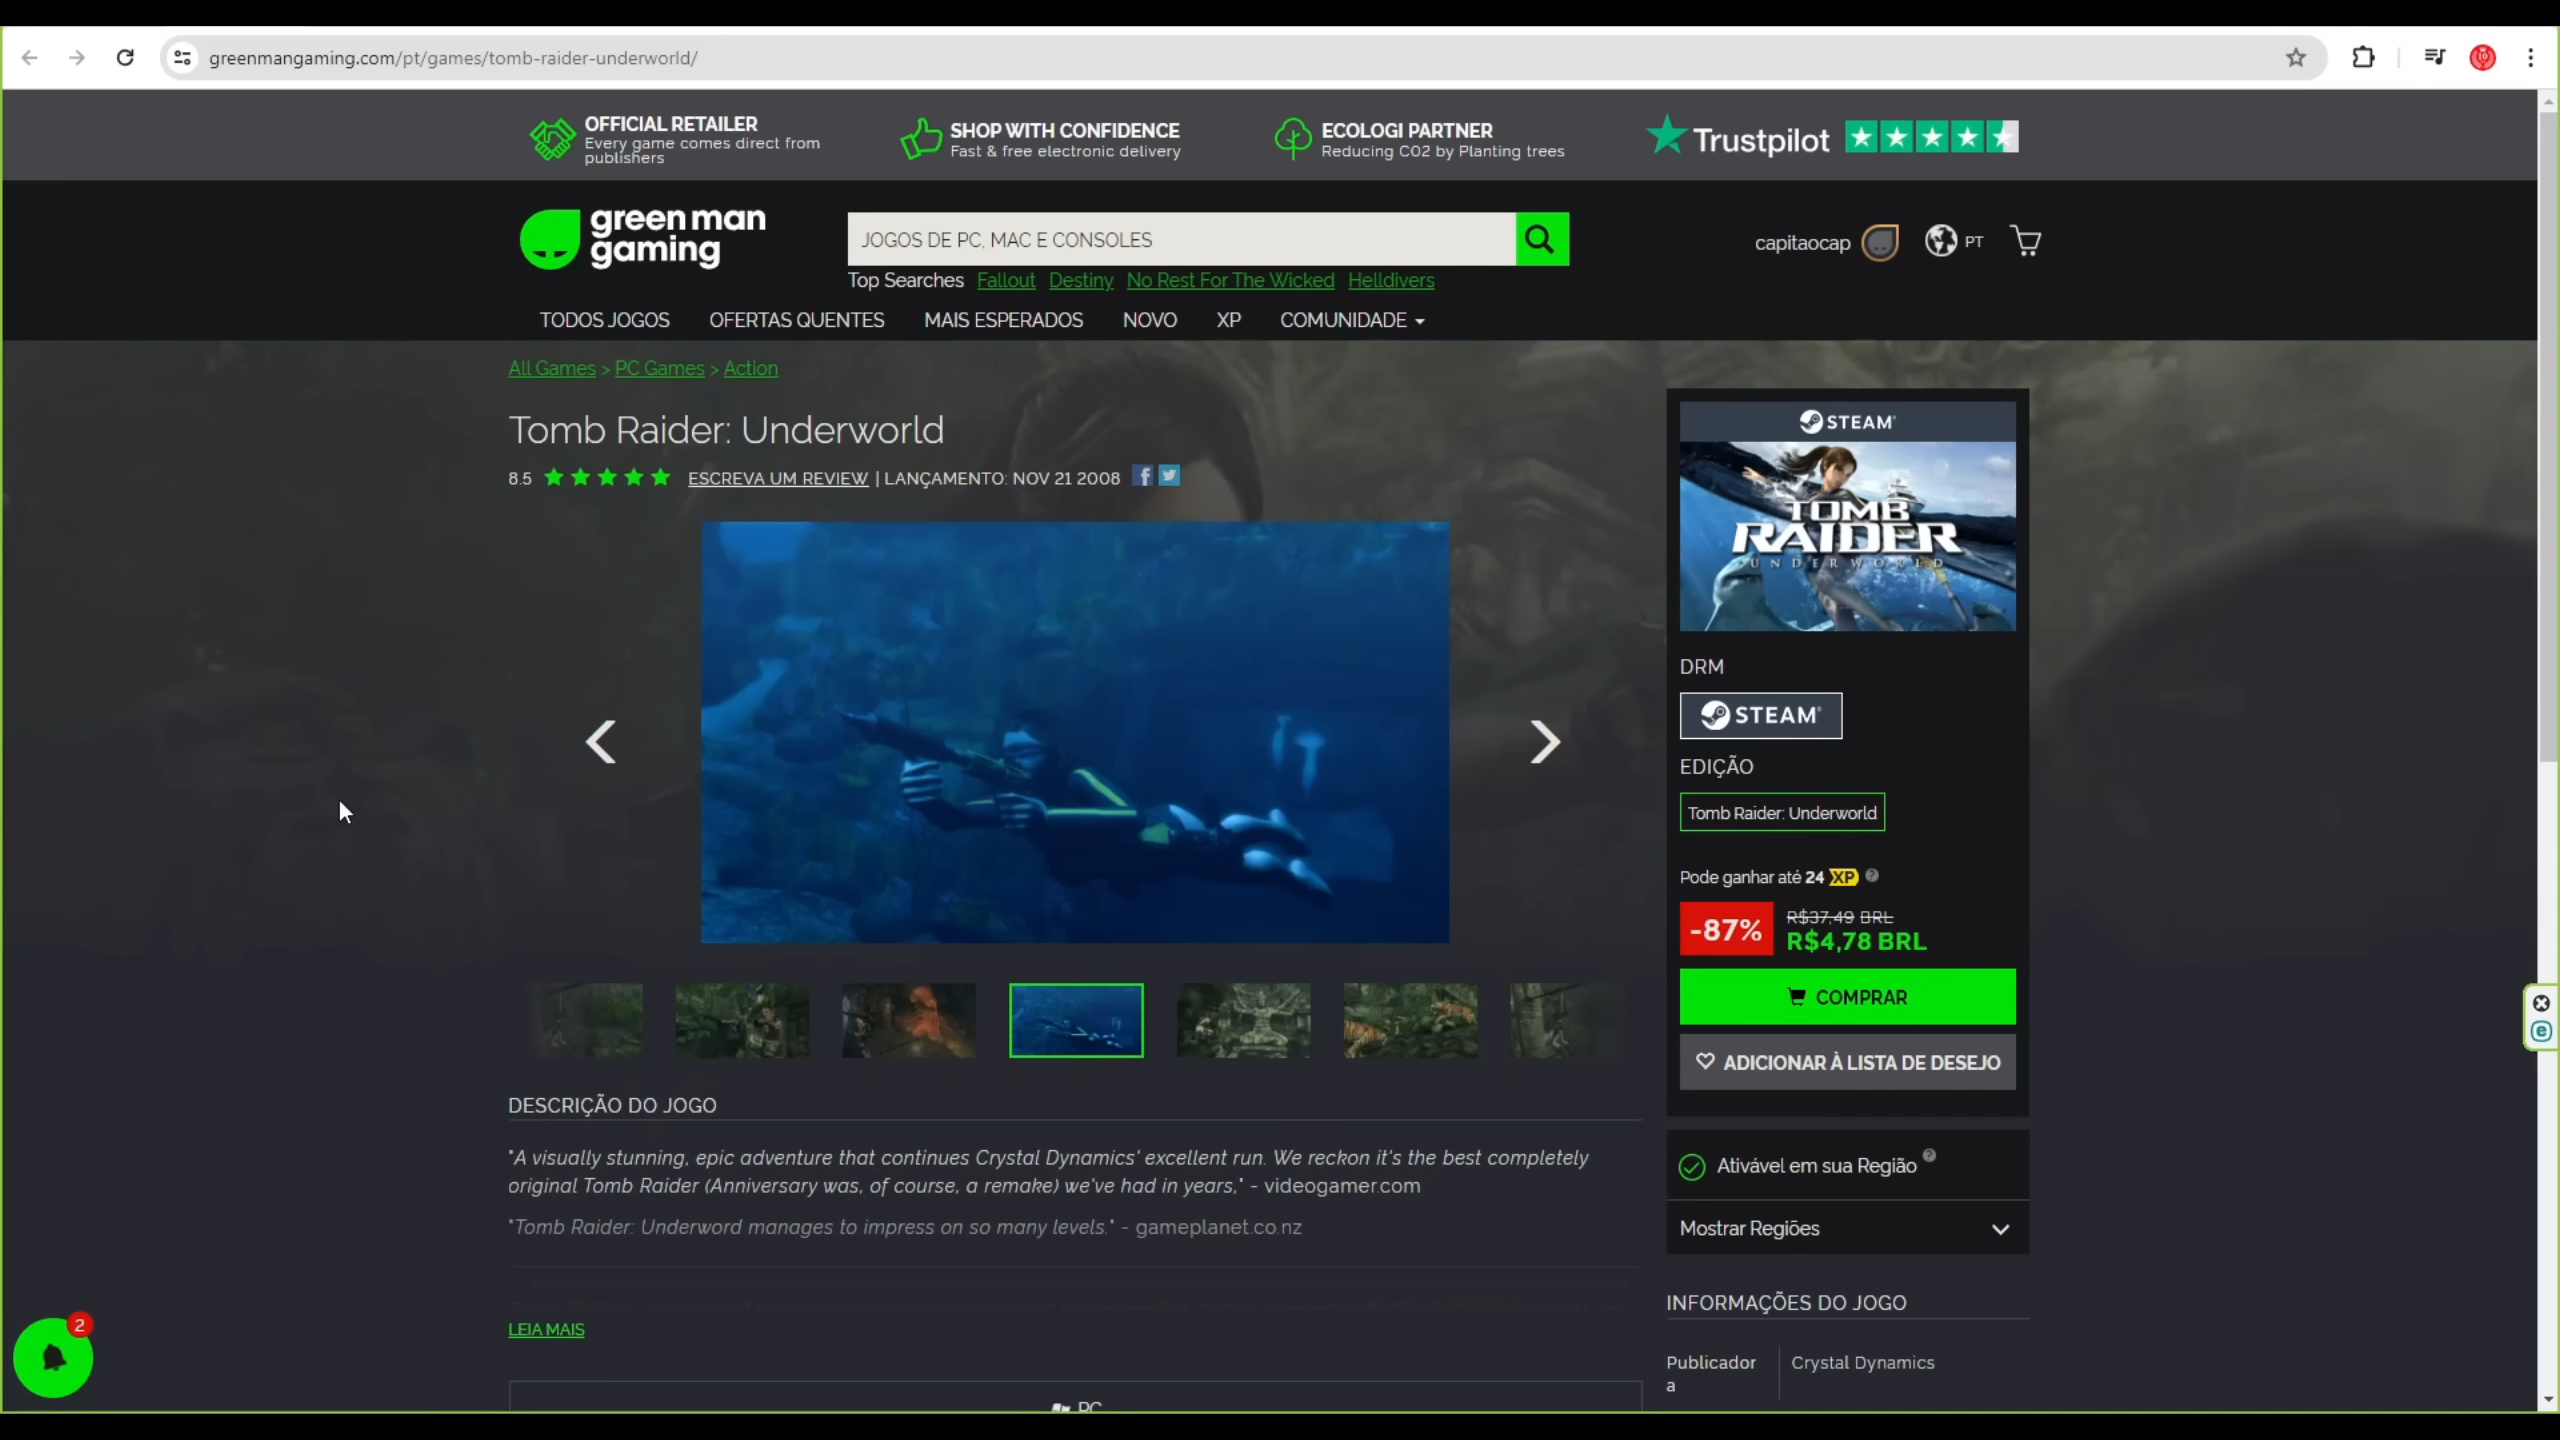 greenmangaming.com/pt/games/tomb-raider-underworld/
OFFICIAL RETAILER
Every game comes direct from
publishers
SHOP WITH CONFIDENCE
Fast & free electronic delivery
ECOLOGI PARTNER
Reducing CO2 by Planting trees
Trustpilot
green man
gaming
JOGOS DE PC, MAC E CONSOLES
capitaocap
PT
Top Searches Fallout Destiny No Rest For The Wicked Helldivers
TODOS JOGOS OFERTAS QUENTES MAIS ESPERADOS NOVO XP COMUNIDADE
All Games > PC Games > Action
Tomb Raider: Underworld
8.5 ESCREVA UM REVIEW | LANÇAMENTO: NOV 21 2008
STEAM
TOMB
RAIDER
UNDERWORLD
DRM
STEAM
EDIÇÃO
Tomb Raider: Underworld
Pode ganhar até 24 XP
-87%
R$37,49 BRL
R$4,78 BRL
COMPRAR
ADICIONAR À LISTA DE DESEJO
Ativável em sua Região
Mostrar Regiões
INFORMAÇÕES DO JOGO
Publicador
a
Crystal Dynamics
DESCRIÇÃO DO JOGO
"A visually stunning, epic adventure that continues Crystal Dynamics' excellent run. We reckon it's the best completely
original Tomb Raider (Anniversary was, of course, a remake) we've had in years," - videogamer.com
"Tomb Raider: Underword manages to impress on so many levels." - gameplanet.co.nz
LEIA MAIS
2
PC